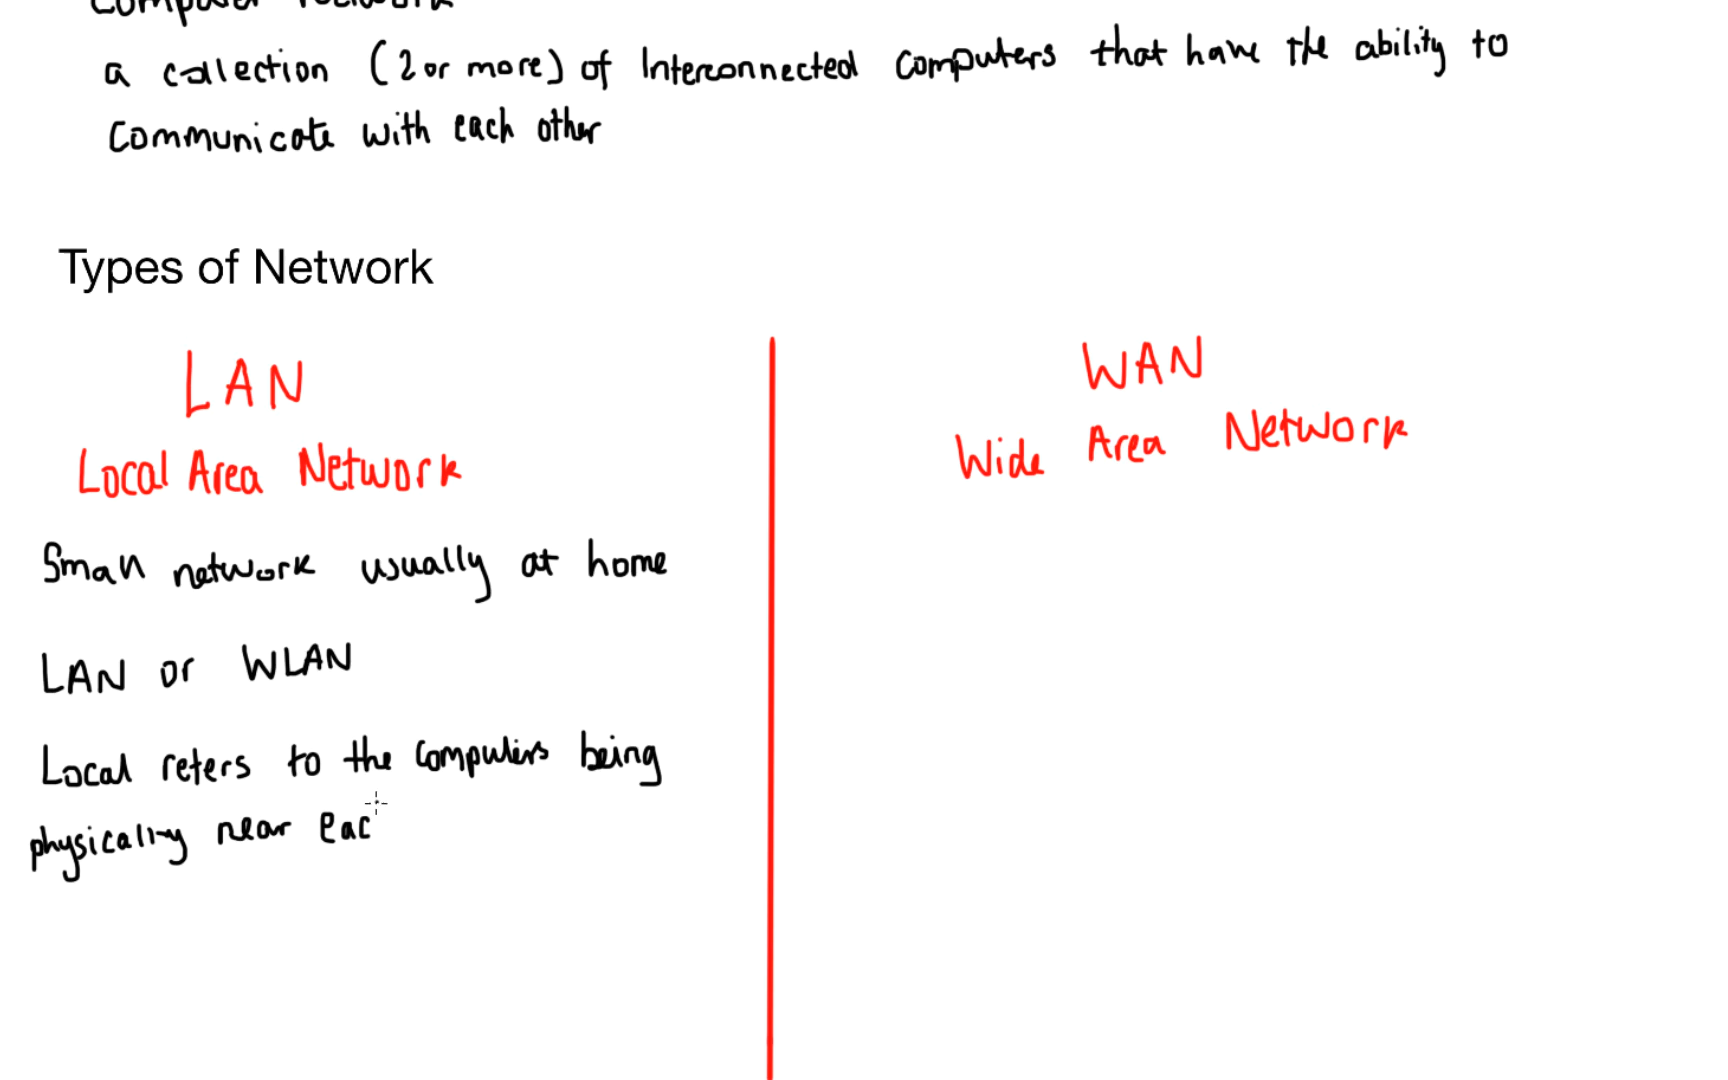 a collection (2 or more) of Interconnected computers that have the ability to
communicate with each other
Types of Network
LAN
Local Area Network
Small network usually at home
LAN or WLAN
Local refers to the computers being
physically near eac
WAN
Wide Area Network